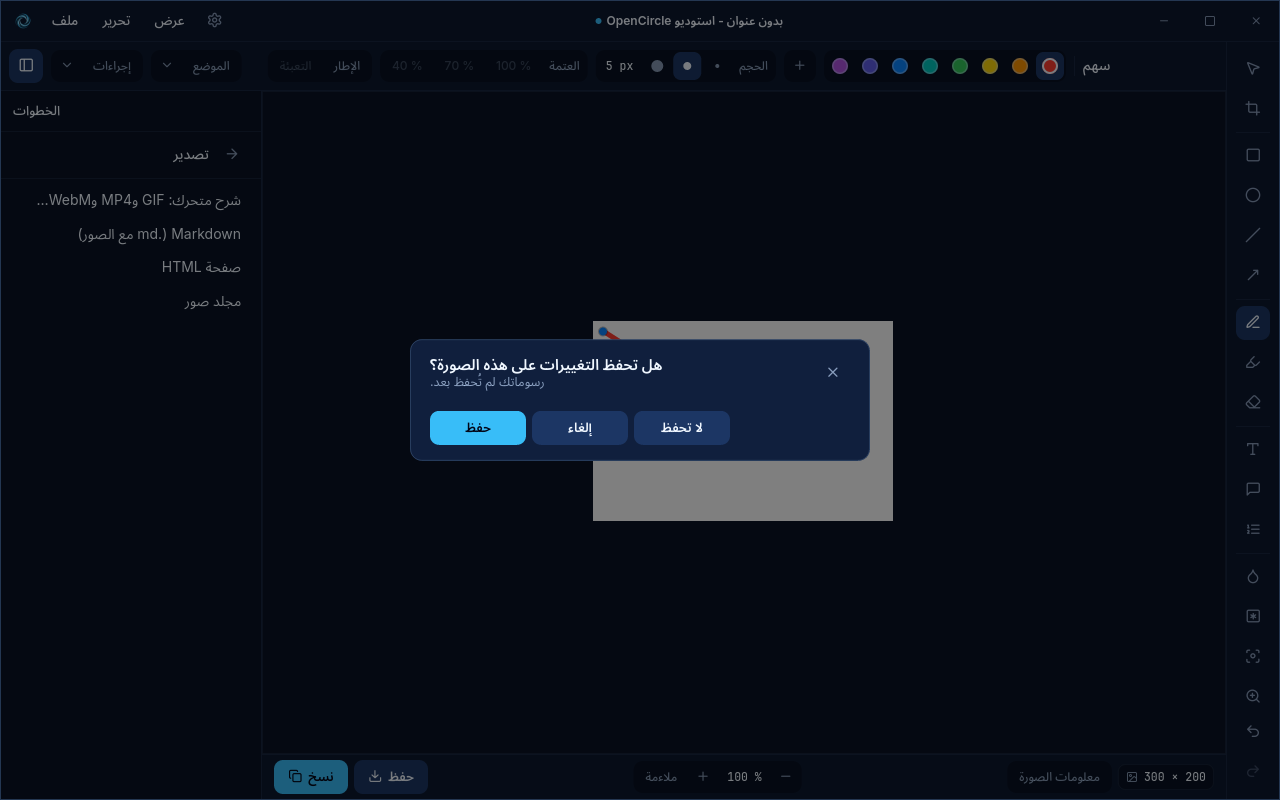 ملف
تحرير
عرض
بدون عنوان - استوديو OpenCircle
إجراءات
الموضع
التعبئة
الإطار
40 %
70 %
100 %
العتمة
5 px
الحجم
سهم
الخطوات
تصدير
شرح متحرك: GIF وMP4 وWebM...
Markdown (.md مع الصور)
صفحة HTML
مجلد صور
هل تحفظ التغييرات على هذه الصورة؟
رسوماتك لم تُحفظ بعد.
حفظ
إلغاء
لا تحفظ
نسخ
حفظ
ملاءمة
100 %
معلومات الصورة
300 × 200